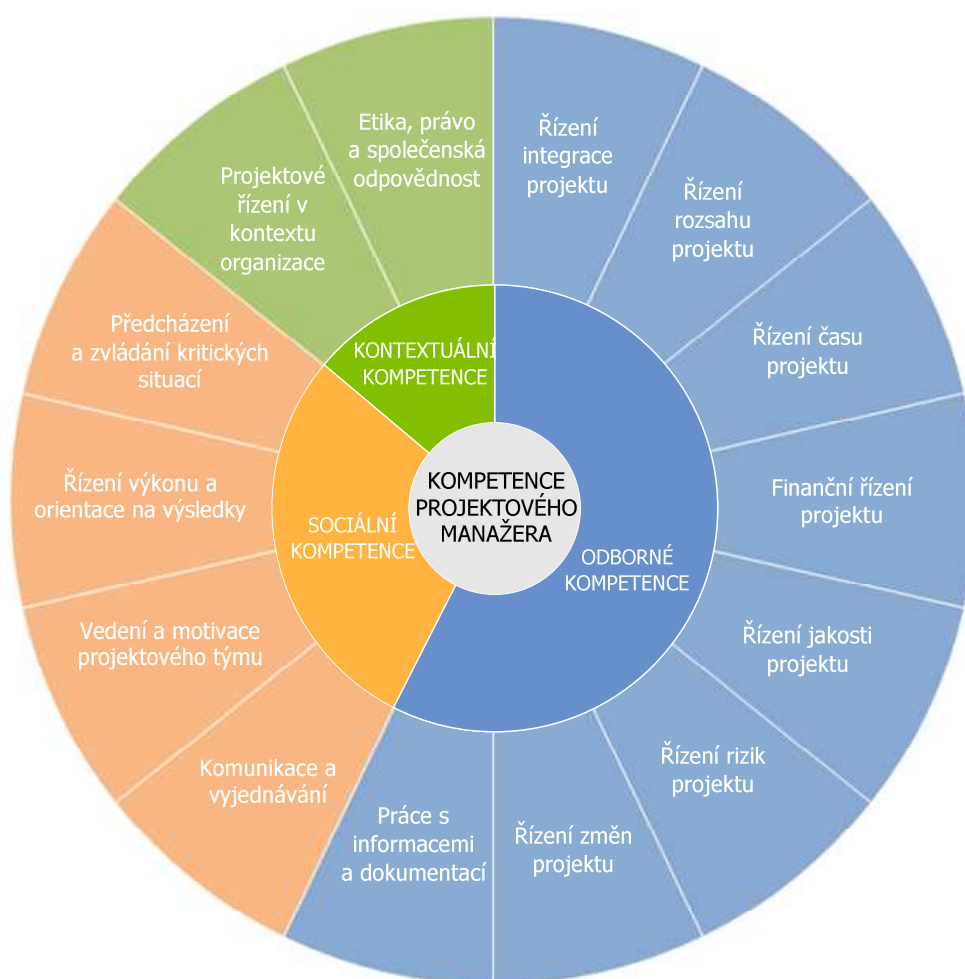 Etika, právo
a společenská
odpovědnost
Řízení
integrace
projektu
Řízení
rozsahu
projektu
Řízení času
projektu
Finanční řízení
projektu
Řízení jakosti
projektu
Řízení rizik
projektu
Řízení změn
projektu
Práce s
informacemi
a dokumentací
Komunikace a
vyjednávání
Vedení a motivace
projektového týmu
Řízení výkonu a
orientace na výsledky
Předcházení
a zvládání kritických
situací
Projektové
řízení v
kontextu
organizace
KONTEXTUÁLNÍ
KOMPETENCE
SOCIÁLNÍ
KOMPETENCE
ODBORNÉ
KOMPETENCE
KOMPETENCE
PROJEKTOVÉHO
MANAŽERA